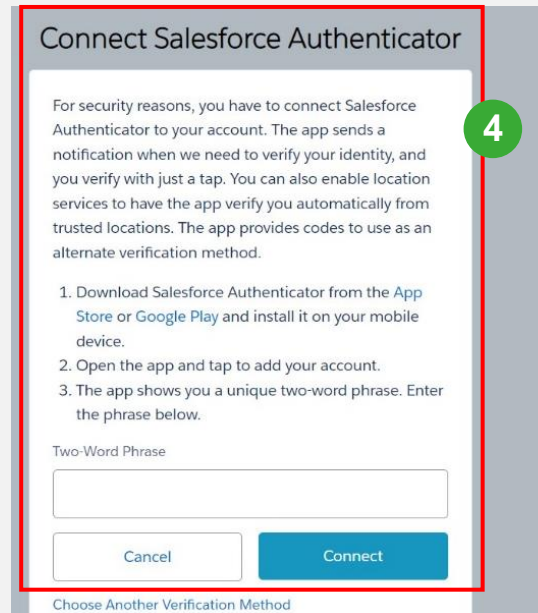 Connect Salesforce Authenticator
For security reasons, you have to connect Salesforce
Authenticator to your account. The app sends a
notification when we need to verify your identity, and
you verify with just a tap. You can also enable location
services to have the app verify you automatically from
trusted locations. The app provides codes to use as an
alternate verification method.
4
1. Download Salesforce Authenticator from the App
Store or Google Play and install it on your mobile
device.
2. Open the app and tap to add your account.
3. The app shows you a unique two-word phrase. Enter
the phrase below.
Two-Word Phrase
Cancel
Connect
Choose Another Verification Method